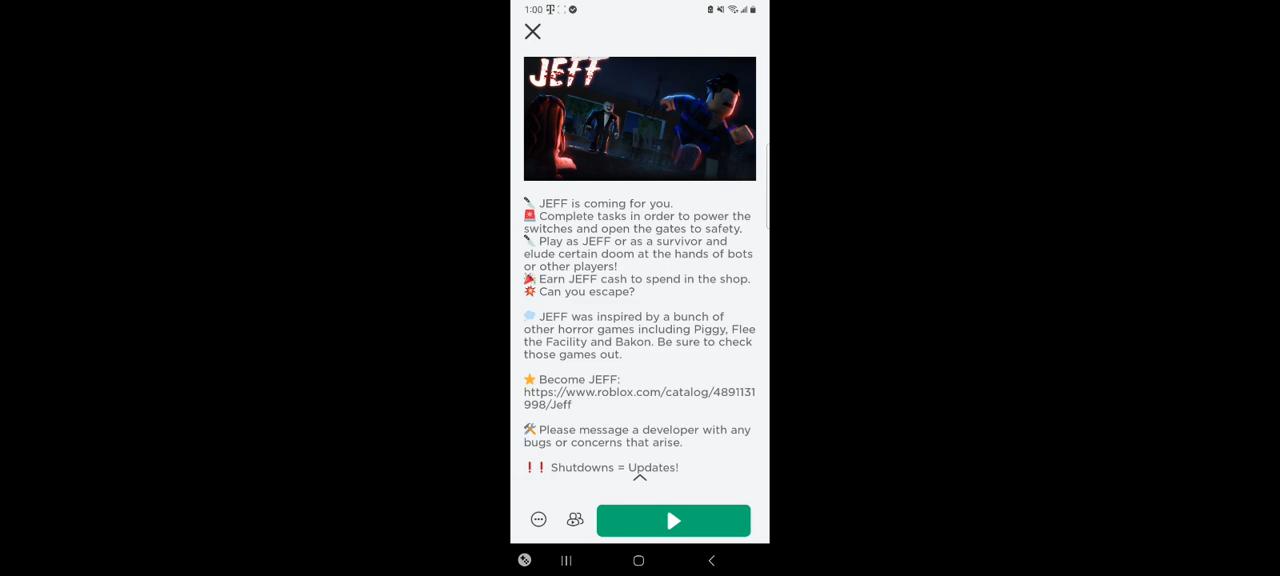 1:00
JEFF
🔪 JEFF is coming for you.
🚨 Complete tasks in order to power the
switches and open the gates to safety.
🔪 Play as JEFF or as a survivor and
elude certain doom at the hands of bots
or other players!
🎉 Earn JEFF cash to spend in the shop.
💥 Can you escape?
💭 JEFF was inspired by a bunch of
other horror games including Piggy, Flee
the Facility and Bakon. Be sure to check
those games out.
⭐ Become JEFF:
https://www.roblox.com/catalog/4891131
998/Jeff
🛠️ Please message a developer with any
bugs or concerns that arise.
❗❗ Shutdowns = Updates!